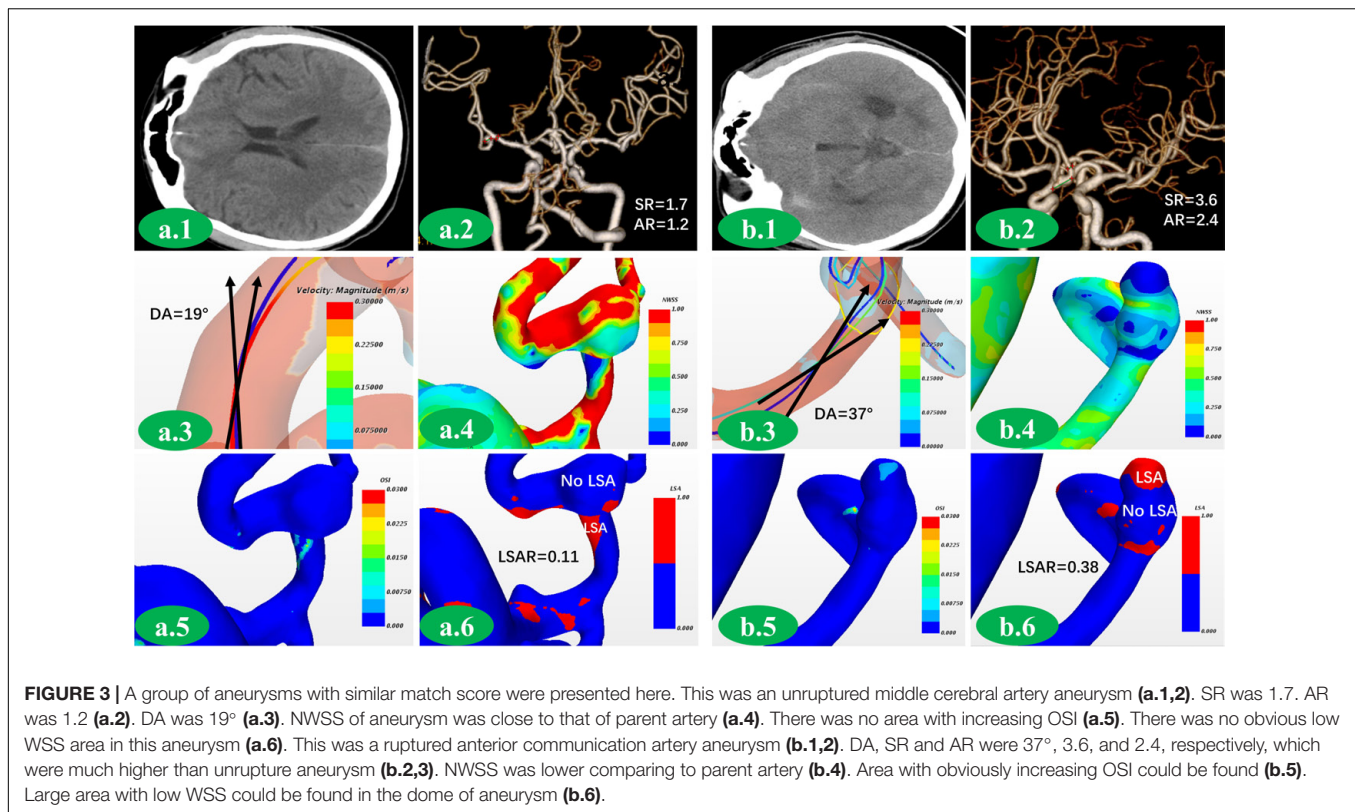 SR=1.7
AR=1.2
a.1
a.2
SR=3.6
AR=2.4
b.1
b.2
DA=19°
Velocity: Magnitude (m/s)
0.30000
0.22500
0.15000
0.075000
a.3
NWSS
1.00
0.750
0.500
0.250
0.000
a.4
Velocity: Magnitude (m/s)
0.30000
0.22500
0.15000
0.075000
0.00000
DA=37°
b.3
NWSS
1.00
0.750
0.500
0.250
0.000
b.4
OSI
0.0300
0.0225
0.0150
0.00750
0.000
a.5
No LSA
LSA
LSAR=0.11
LSA
1.00
0.000
a.6
OSI
0.0300
0.0225
0.0150
0.00750
0.000
b.5
LSA
No LSA
LSAR=0.38
LSA
1.00
0.000
b.6
FIGURE 3 | A group of aneurysms with similar match score were presented here. This was an unruptured middle cerebral artery aneurysm (a.1,2). SR was 1.7. AR
was 1.2 (a.2). DA was 19° (a.3). NWSS of aneurysm was close to that of parent artery (a.4). There was no area with increasing OSI (a.5). There was no obvious low
WSS area in this aneurysm (a.6). This was a ruptured anterior communication artery aneurysm (b.1,2). DA, SR and AR were 37°, 3.6, and 2.4, respectively, which
were much higher than unrupture aneurysm (b.2,3). NWSS was lower comparing to parent artery (b.4). Area with obviously increasing OSI could be found (b.5).
Large area with low WSS could be found in the dome of aneurysm (b.6).